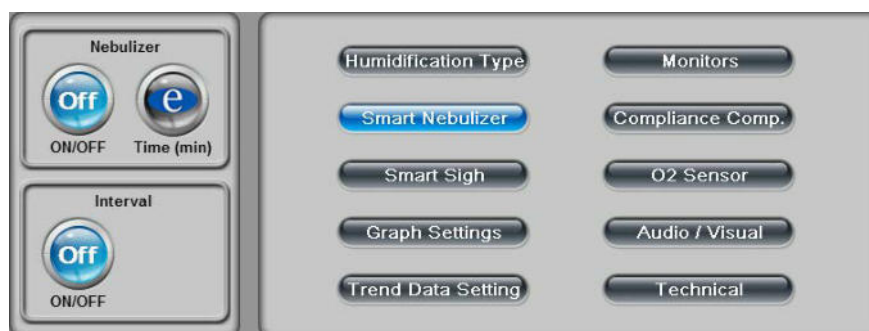 Nebulizer
Off
e
ON/OFF
Time (min)
Interval
Off
ON/OFF
Humidification Type
Monitors
Smart Nebulizer
Compliance Comp.
Smart Sigh
O2 Sensor
Graph Settings
Audio / Visual
Trend Data Setting
Technical